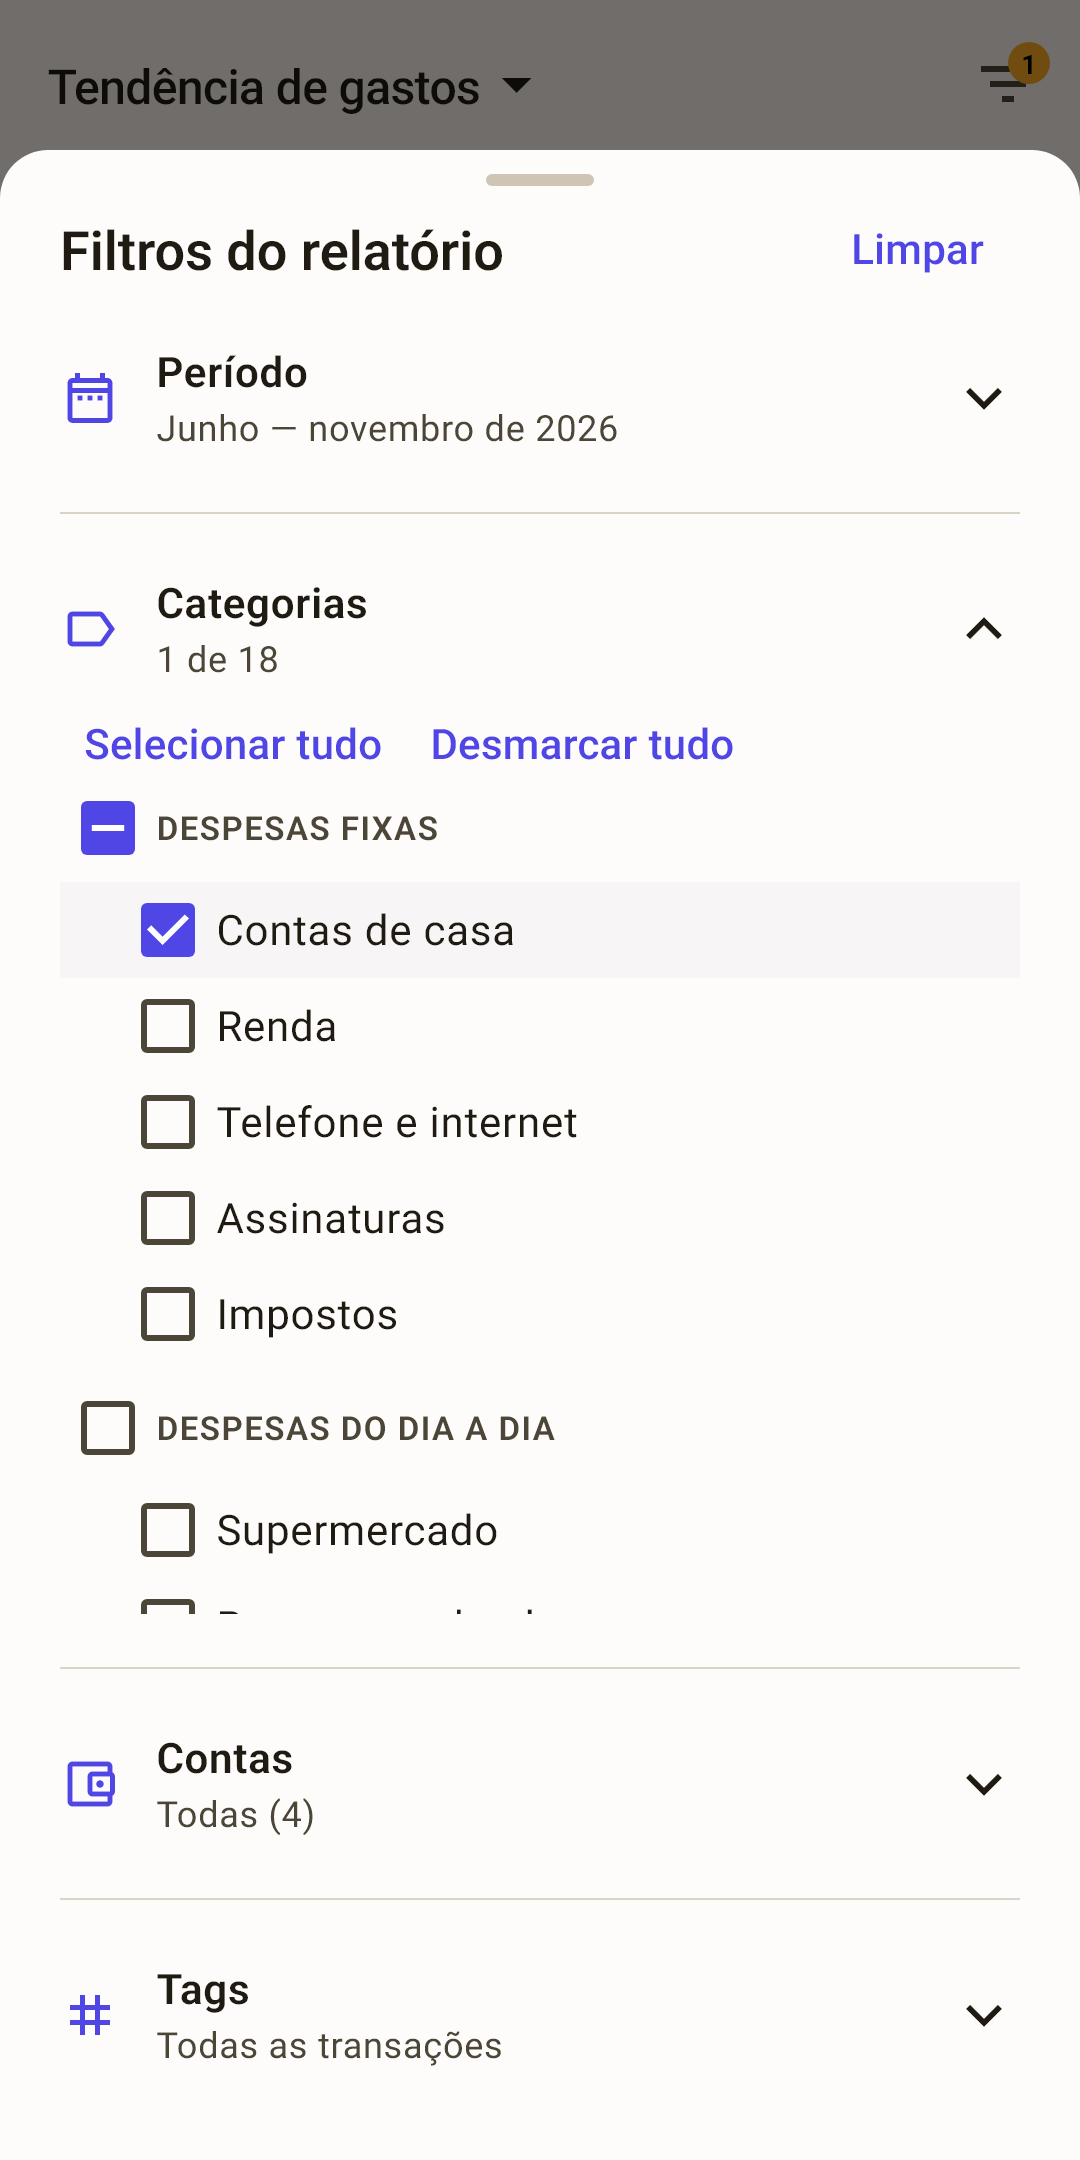 Tendência de gastos
1
Filtros do relatório
Limpar
Período
Junho — novembro de 2026
Categorias
1 de 18
Selecionar tudo
Desmarcar tudo
DESPESAS FIXAS
Contas de casa
Renda
Telefone e internet
Assinaturas
Impostos
DESPESAS DO DIA A DIA
Supermercado
Contas
Todas (4)
Tags
Todas as transações